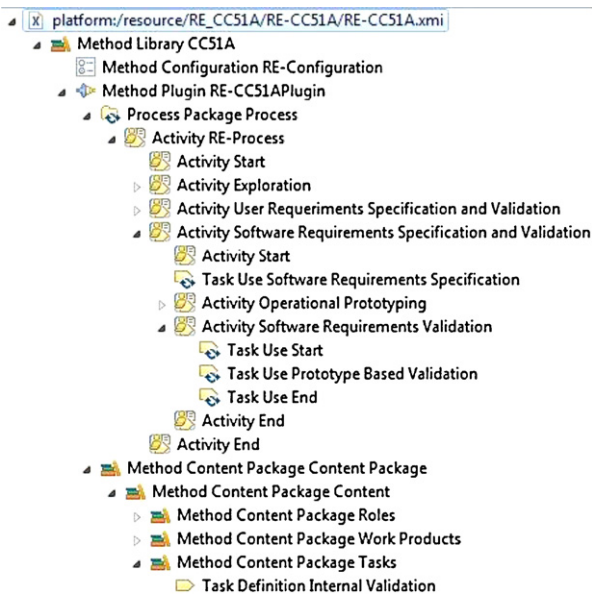 platform:/resource/RE_CC51A/RE-CC51A/RE-CC51A.xmi
Method Library CC51A
Method Configuration RE-Configuration
Method Plugin RE-CC51APlugin
Process Package Process
Activity RE-Process
Activity Start
Activity Exploration
Activity User Requeriments Specification and Validation
Activity Software Requirements Specification and Validation
Activity Start
Task Use Software Requirements Specification
Activity Operational Prototyping
Activity Software Requirements Validation
Task Use Start
Task Use Prototype Based Validation
Task Use End
Activity End
Activity End
Method Content Package Content Package
Method Content Package Content
Method Content Package Roles
Method Content Package Work Products
Method Content Package Tasks
Task Definition Internal Validation